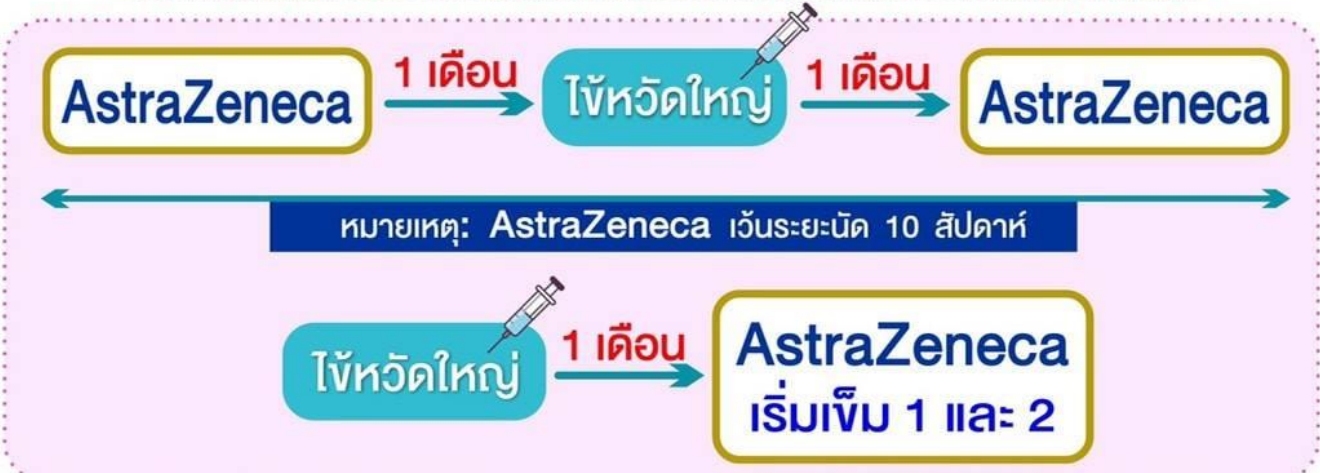 AstraZeneca 1 เดือน ไข้หวัดใหญ่ 1 เดือน AstraZeneca
หมายเหตุ: AstraZeneca เว้นระยะนัด 10 สัปดาห์
ไข้หวัดใหญ่ 1 เดือน AstraZeneca
เริ่มเข็ม 1 และ 2